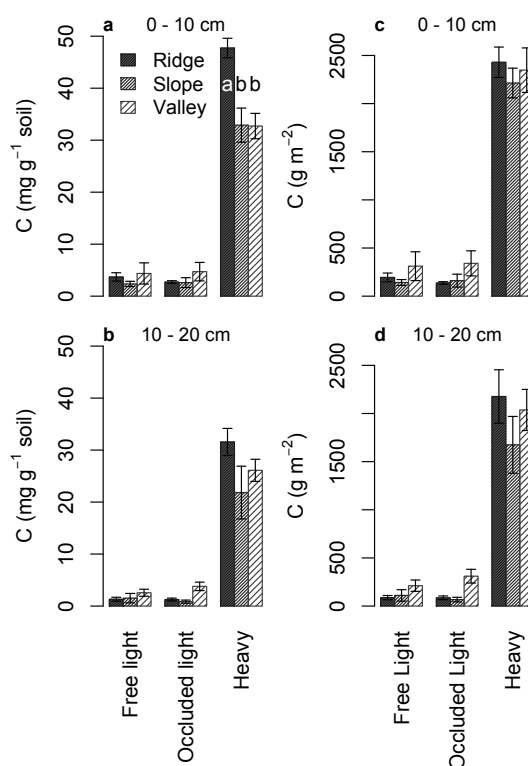 a 0 - 10 cm
50
40
30
20
10
0
C (mg g−1 soil)
Ridge
Slope
Valley
a b b
c 0 - 10 cm
2500
1500
500
0
C (g m−2)
b 10 - 20 cm
50
40
30
20
10
0
C (mg g−1 soil)
Free light
Occluded light
Heavy
d 10 - 20 cm
2500
1500
500
0
C (g m−2)
Free Light
Occluded Light
Heavy